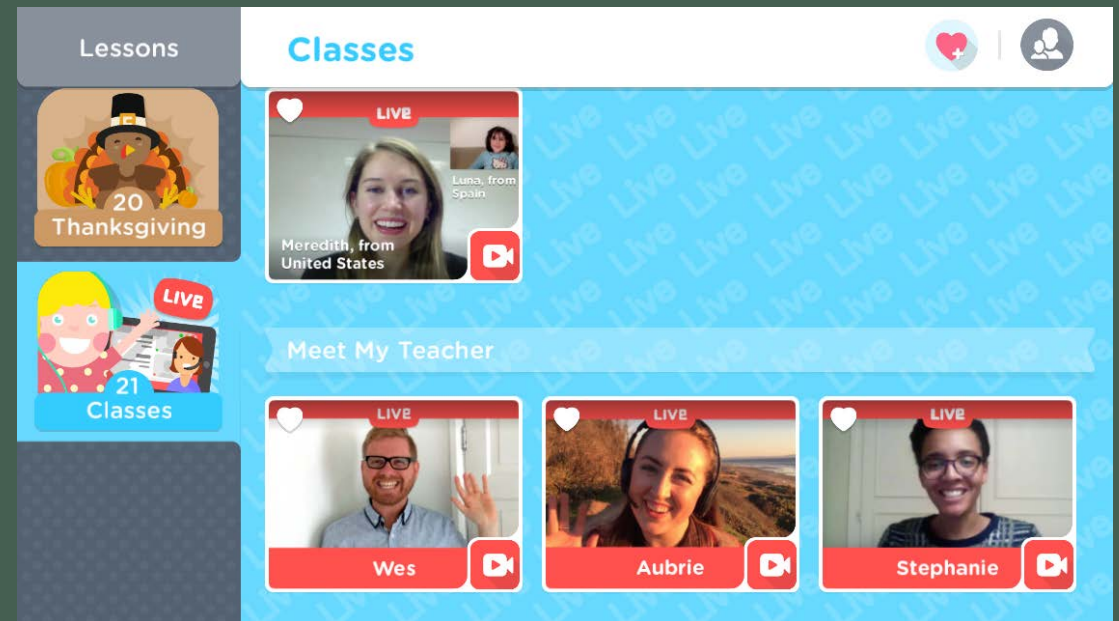 Lessons
Classes
20
Thanksgiving
LIVE
21
Classes
LIVE
Luna, from
Spain
Meredith, from
United States
Meet My Teacher
LIVE
Wes
LIVE
Aubrie
LIVE
Stephanie